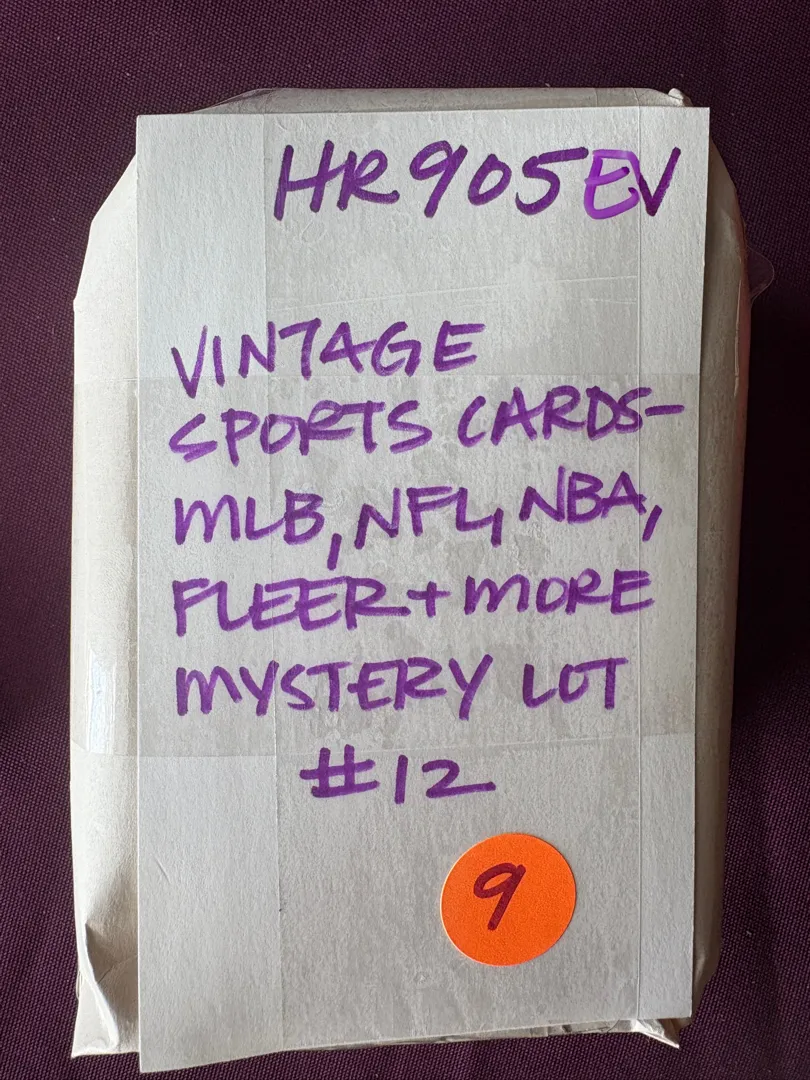 HR905EV
VINTAGE
SPORTS CARDS-
MLB, NFL, NBA,
FLEER + MORE
MYSTERY LOT
#12
9